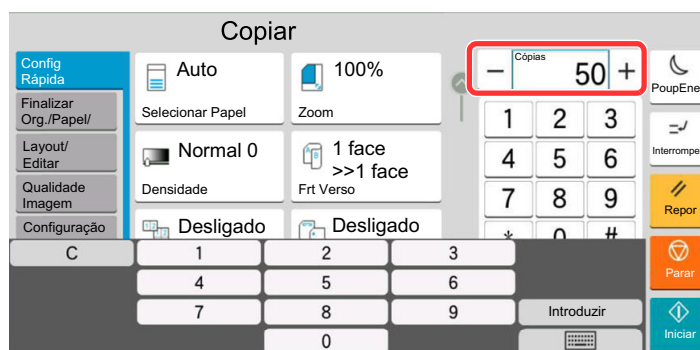 Copiar
Config
Rápida
Finalizar
Org./Papel/
Layout/
Editar
Qualidade
Imagem
Configuração
Auto
Selecionar Papel
100%
Zoom
Normal 0
Densidade
1 face
>>1 face
Frt Verso
Desligado
Desligado
Cópias
− 50 +
1 2 3
4 5 6
7 8 9
* 0 #
PoupEne
Interrompe
Repor
Parar
Iniciar
C 1 2 3
4 5 6
7 8 9
0
Introduzir